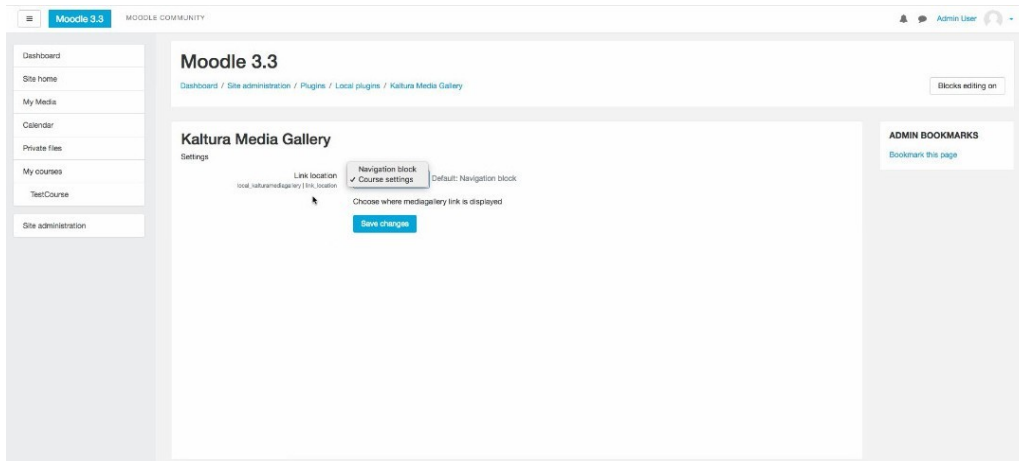 Moodle 3.3 MOODLE COMMUNITY Admin User
Dashboard
Site home
My Media
Calendar
Private files
My courses
TestCourse
Site administration
Moodle 3.3
Dashboard / Site administration / Plugins / Local plugins / Kaltura Media Gallery
Blocks editing on
Kaltura Media Gallery
Settings
Link location
local_kalturamediagallery | link_location
Navigation block
✓ Course settings
Default: Navigation block
Choose where mediagallery link is displayed
Save changes
ADMIN BOOKMARKS
Bookmark this page